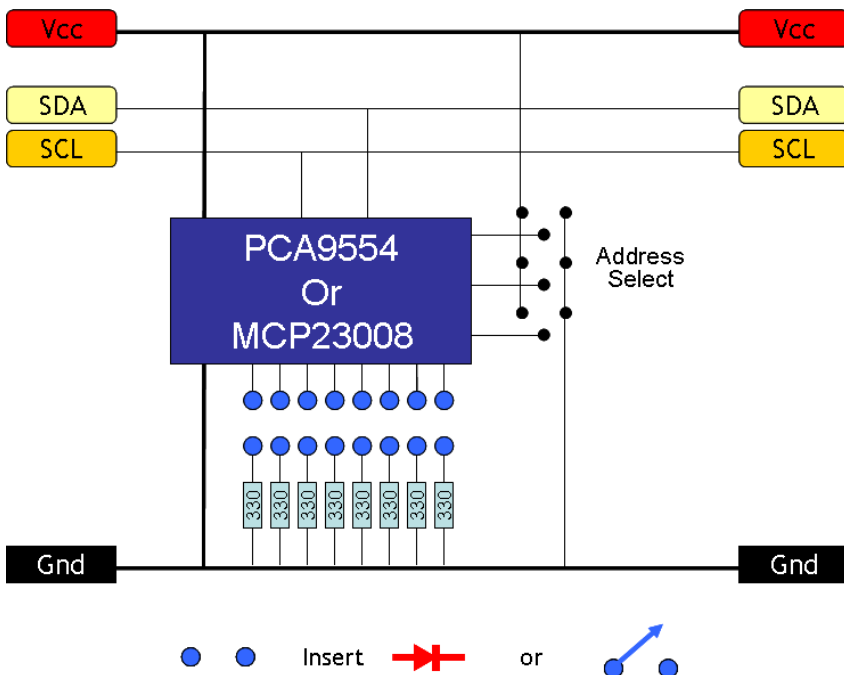 Vcc Vcc
SDA SDA
SCL SCL
PCA9554
Or
MCP23008
Address
Select
330 330 330 330 330 330 330 330
Gnd Gnd
Insert or